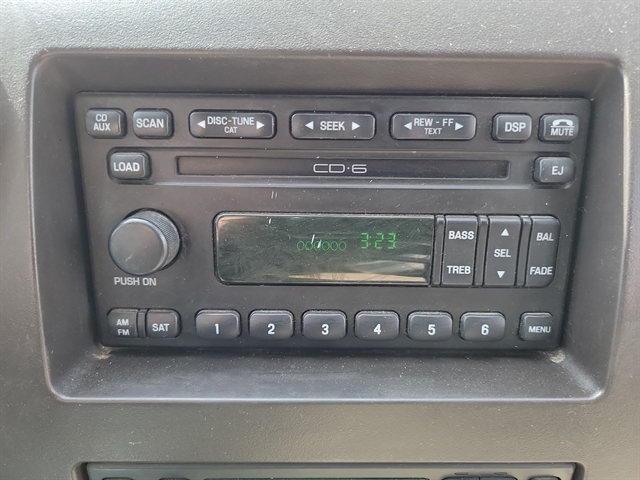 CD AUX SCAN DISC-TUNE CAT SEEK REW - FF TEXT DSP MUTE
LOAD CD·6 EJ
PUSH ON
000000 3:23
BASS SEL BAL
TREB FADE
AM FM SAT 1 2 3 4 5 6 MENU